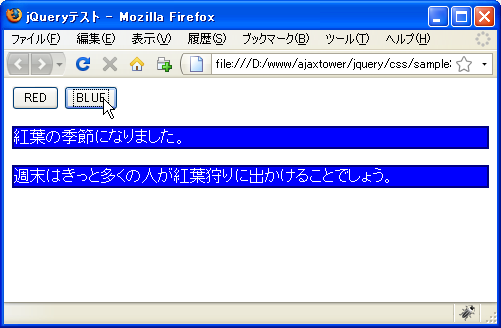 jQueryテスト - Mozilla Firefox
ファイル(F) 編集(E) 表示(V) 履歴(S) ブックマーク(B) ツール(T) ヘルプ(H)
file:///D:/www/ajaxtower/jquery/css/sample
RED BLUE
紅葉の季節になりました。
週末はきっと多くの人が紅葉狩りに出かけることでしょう。